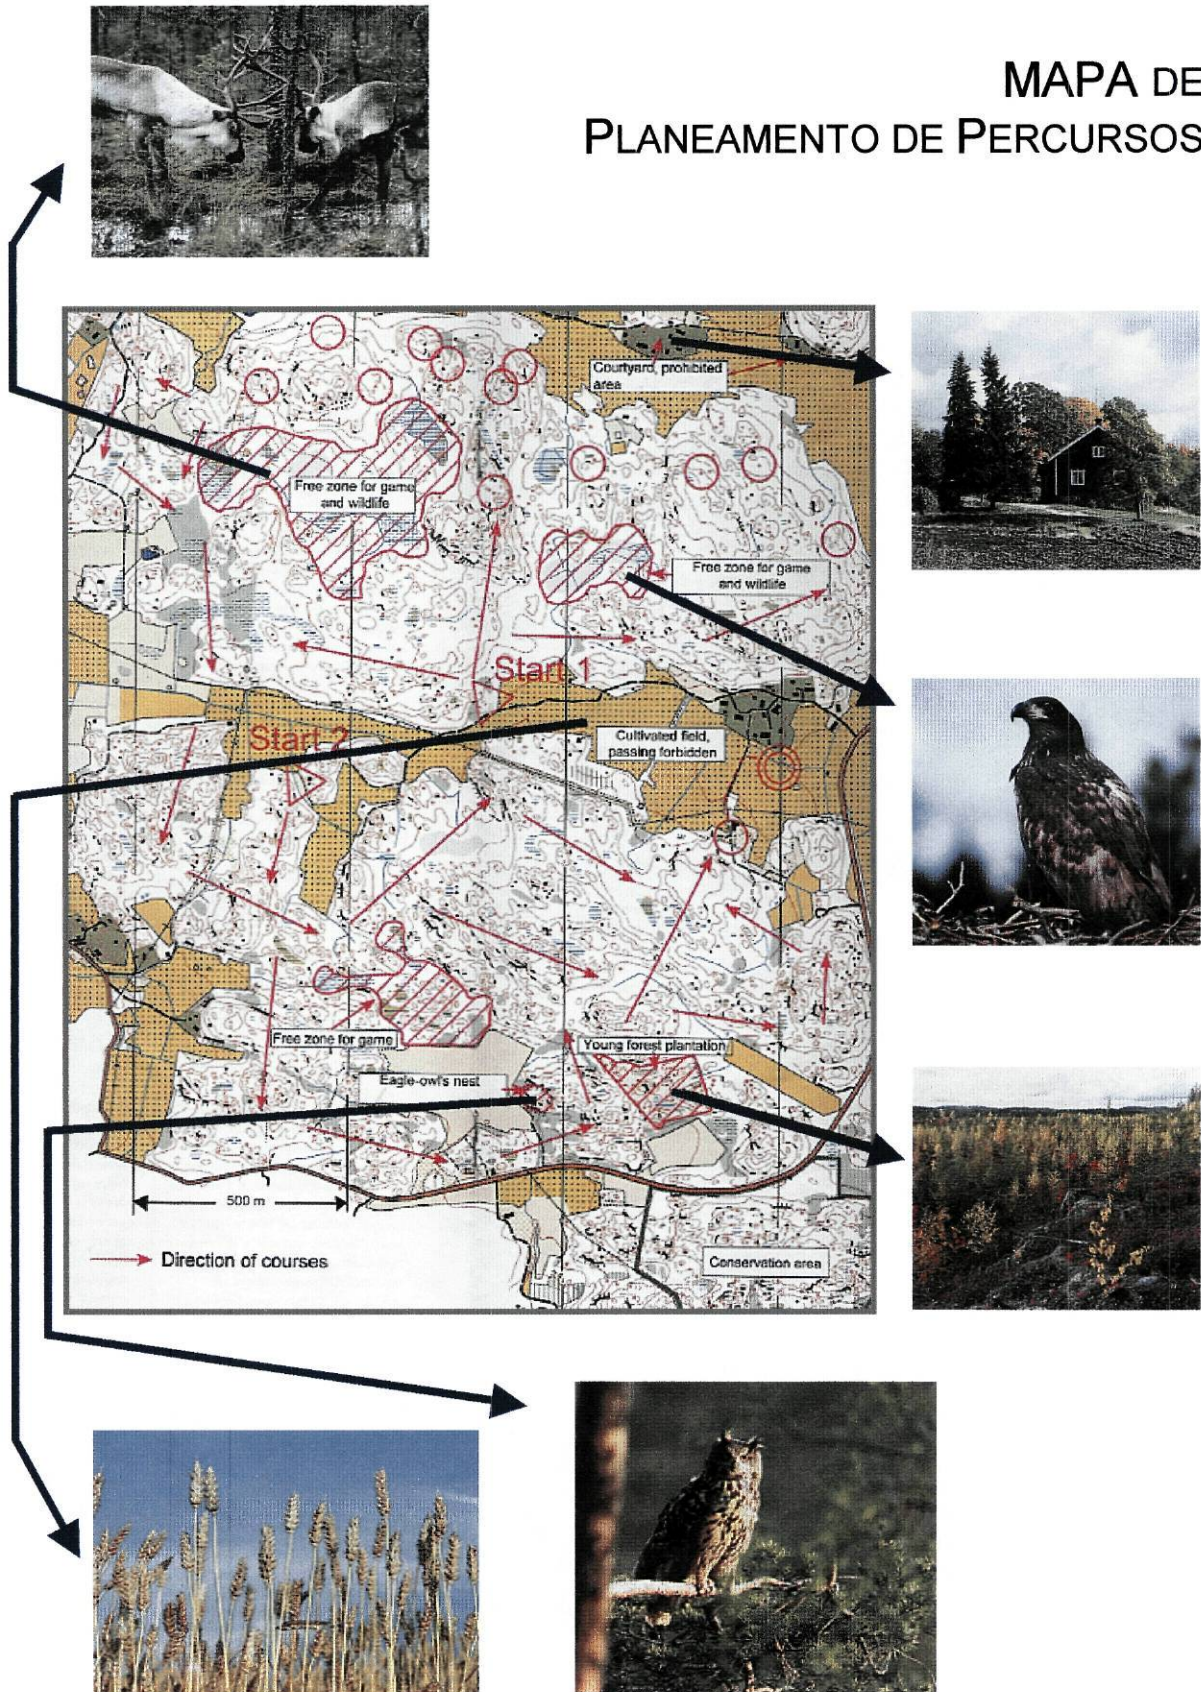 MAPA DE
PLANEAMENTO DE PERCURSOS
Courtyard, prohibited
area
Free zone for game
and wildlife
Free zone for game
and wildlife
Start 1
Cultivated field,
passing forbidden
Start 2
Free zone for game
Young forest plantation
Eagle-owl's nest
500 m
Direction of courses
Conservation area